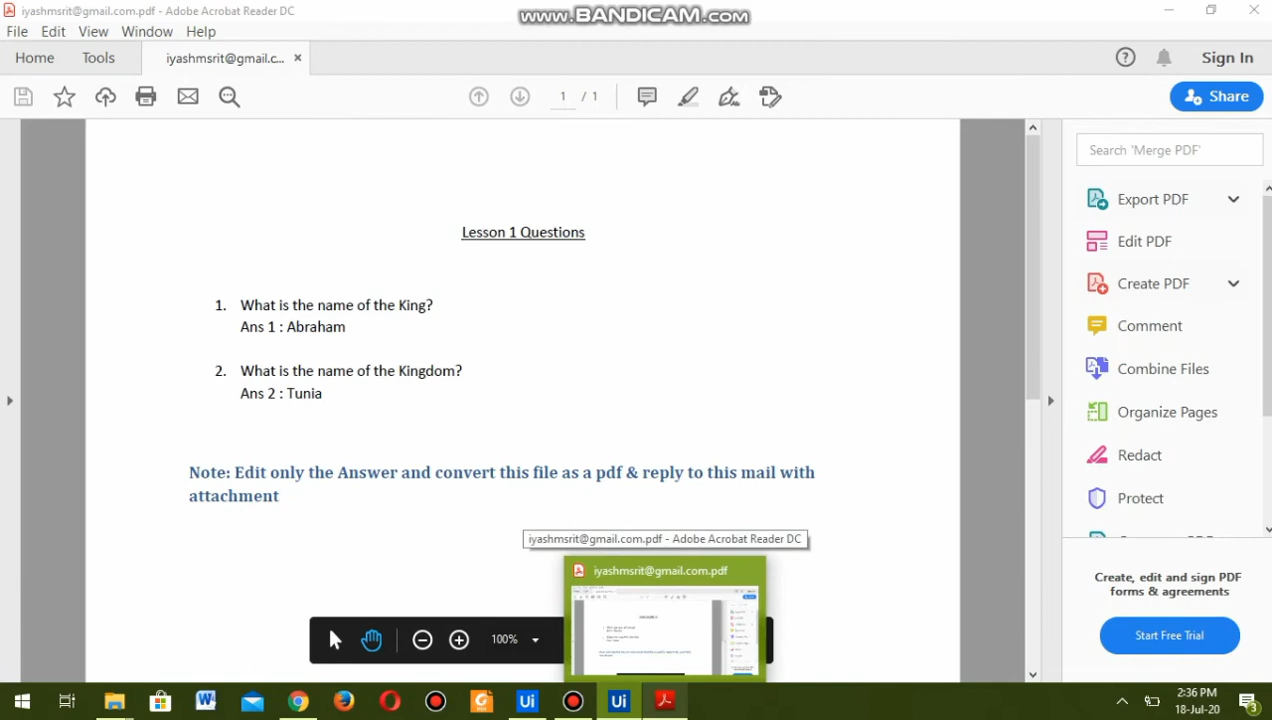 iyashmsrit@gmail.com.pdf - Adobe Acrobat Reader DC
www.BANDICAM.com
File Edit View Window Help
Home Tools iyashmsrit@gmail.c... Sign In
1 / 1 Share
Search 'Merge PDF'
Export PDF
Edit PDF
Create PDF
Comment
Combine Files
Organize Pages
Redact
Protect
Create, edit and sign PDF
forms & agreements
Start Free Trial
Lesson 1 Questions
1. What is the name of the King?
Ans 1 : Abraham
2. What is the name of the Kingdom?
Ans 2 : Tunia
Note: Edit only the Answer and convert this file as a pdf & reply to this mail with
attachment
iyashmsrit@gmail.com.pdf - Adobe Acrobat Reader DC
iyashmsrit@gmail.com.pdf
100%
Ui Ui
2:36 PM
18-Jul-20
3